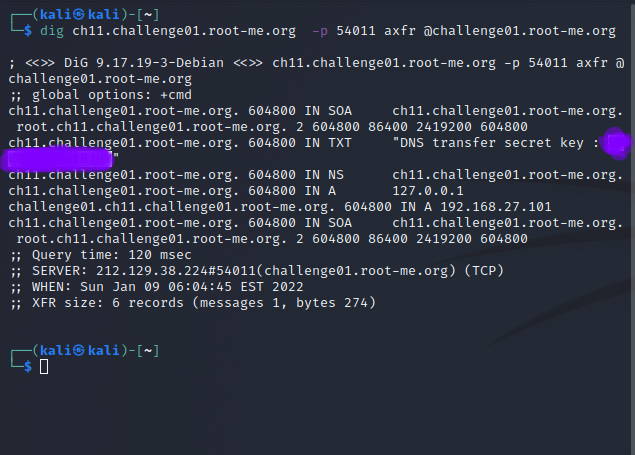 ┌──(kali㉿kali)-[~]
└─$ dig ch11.challenge01.root-me.org  -p 54011 axfr @challenge01.root-me.org

; <<>> DiG 9.17.19-3-Debian <<>> ch11.challenge01.root-me.org -p 54011 axfr @
challenge01.root-me.org
;; global options: +cmd
ch11.challenge01.root-me.org. 604800 IN SOA     ch11.challenge01.root-me.org.
 root.ch11.challenge01.root-me.org. 2 604800 86400 2419200 604800
ch11.challenge01.root-me.org. 604800 IN TXT     "DNS transfer secret key :
"
ch11.challenge01.root-me.org. 604800 IN NS      ch11.challenge01.root-me.org.
ch11.challenge01.root-me.org. 604800 IN A       127.0.0.1
challenge01.ch11.challenge01.root-me.org. 604800 IN A 192.168.27.101
ch11.challenge01.root-me.org. 604800 IN SOA     ch11.challenge01.root-me.org.
 root.ch11.challenge01.root-me.org. 2 604800 86400 2419200 604800
;; Query time: 120 msec
;; SERVER: 212.129.38.224#54011(challenge01.root-me.org) (TCP)
;; WHEN: Sun Jan 09 06:04:45 EST 2022
;; XFR size: 6 records (messages 1, bytes 274)

┌──(kali㉿kali)-[~]
└─$